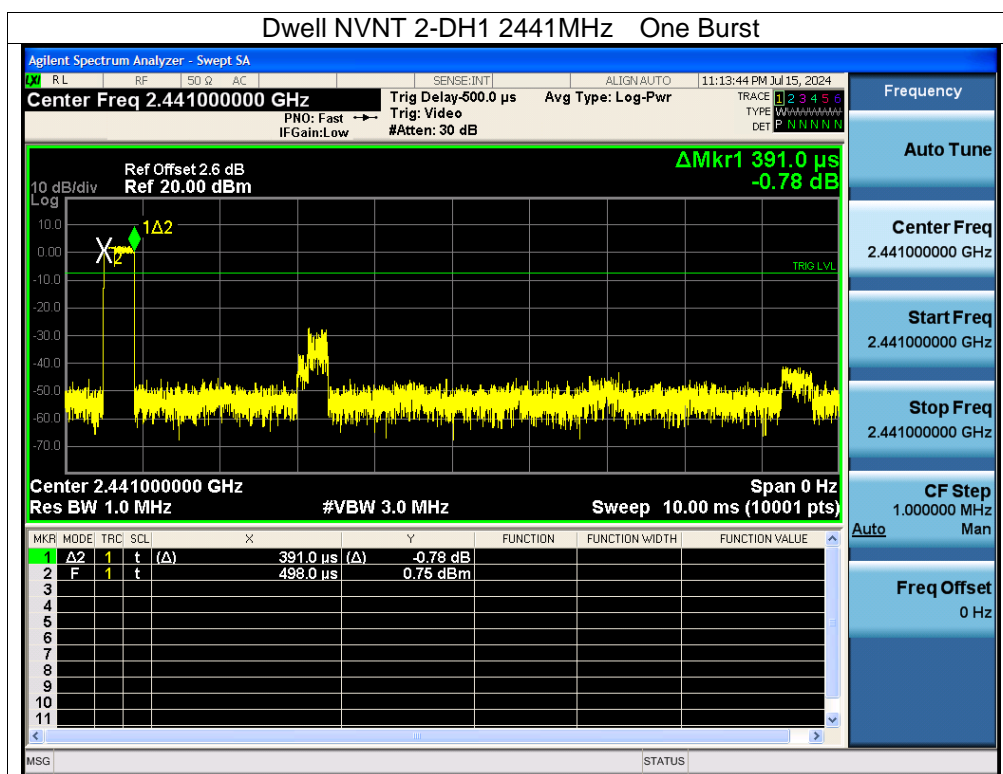 Dwell NVNT 2-DH1 2441MHz One Burst
Agilent Spectrum Analyzer - Swept SA
LXI RL RF 50 Ω AC SENSE:INT ALIGN AUTO 11:13:44 PM Jul 15, 2024
Center Freq 2.441000000 GHz
PNO: Fast
IFGain:Low
Trig Delay-500.0 µs
Trig: Video
#Atten: 30 dB
Avg Type: Log-Pwr
TRACE 1 2 3 4 5 6
TYPE WWWWWW
DET P N N N N N
Frequency
Auto Tune
Center Freq
2.441000000 GHz
Start Freq
2.441000000 GHz
Stop Freq
2.441000000 GHz
CF Step
1.000000 MHz
Auto Man
Freq Offset
0 Hz
ΔMkr1 391.0 µs
-0.78 dB
Ref Offset 2.6 dB
10 dB/div Ref 20.00 dBm
Log
10.0
0.00
-10.0
-20.0
-30.0
-40.0
-50.0
-60.0
-70.0
1Δ2
2
TRIG LVL
Center 2.441000000 GHz Span 0 Hz
Res BW 1.0 MHz #VBW 3.0 MHz Sweep 10.00 ms (10001 pts)
MKR MODE TRC SCL X Y FUNCTION FUNCTION WIDTH FUNCTION VALUE
1 Δ2 1 t (Δ) 391.0 µs (Δ) -0.78 dB
2 F 1 t 498.0 µs 0.75 dBm
3
4
5
6
7
8
9
10
11
MSG STATUS